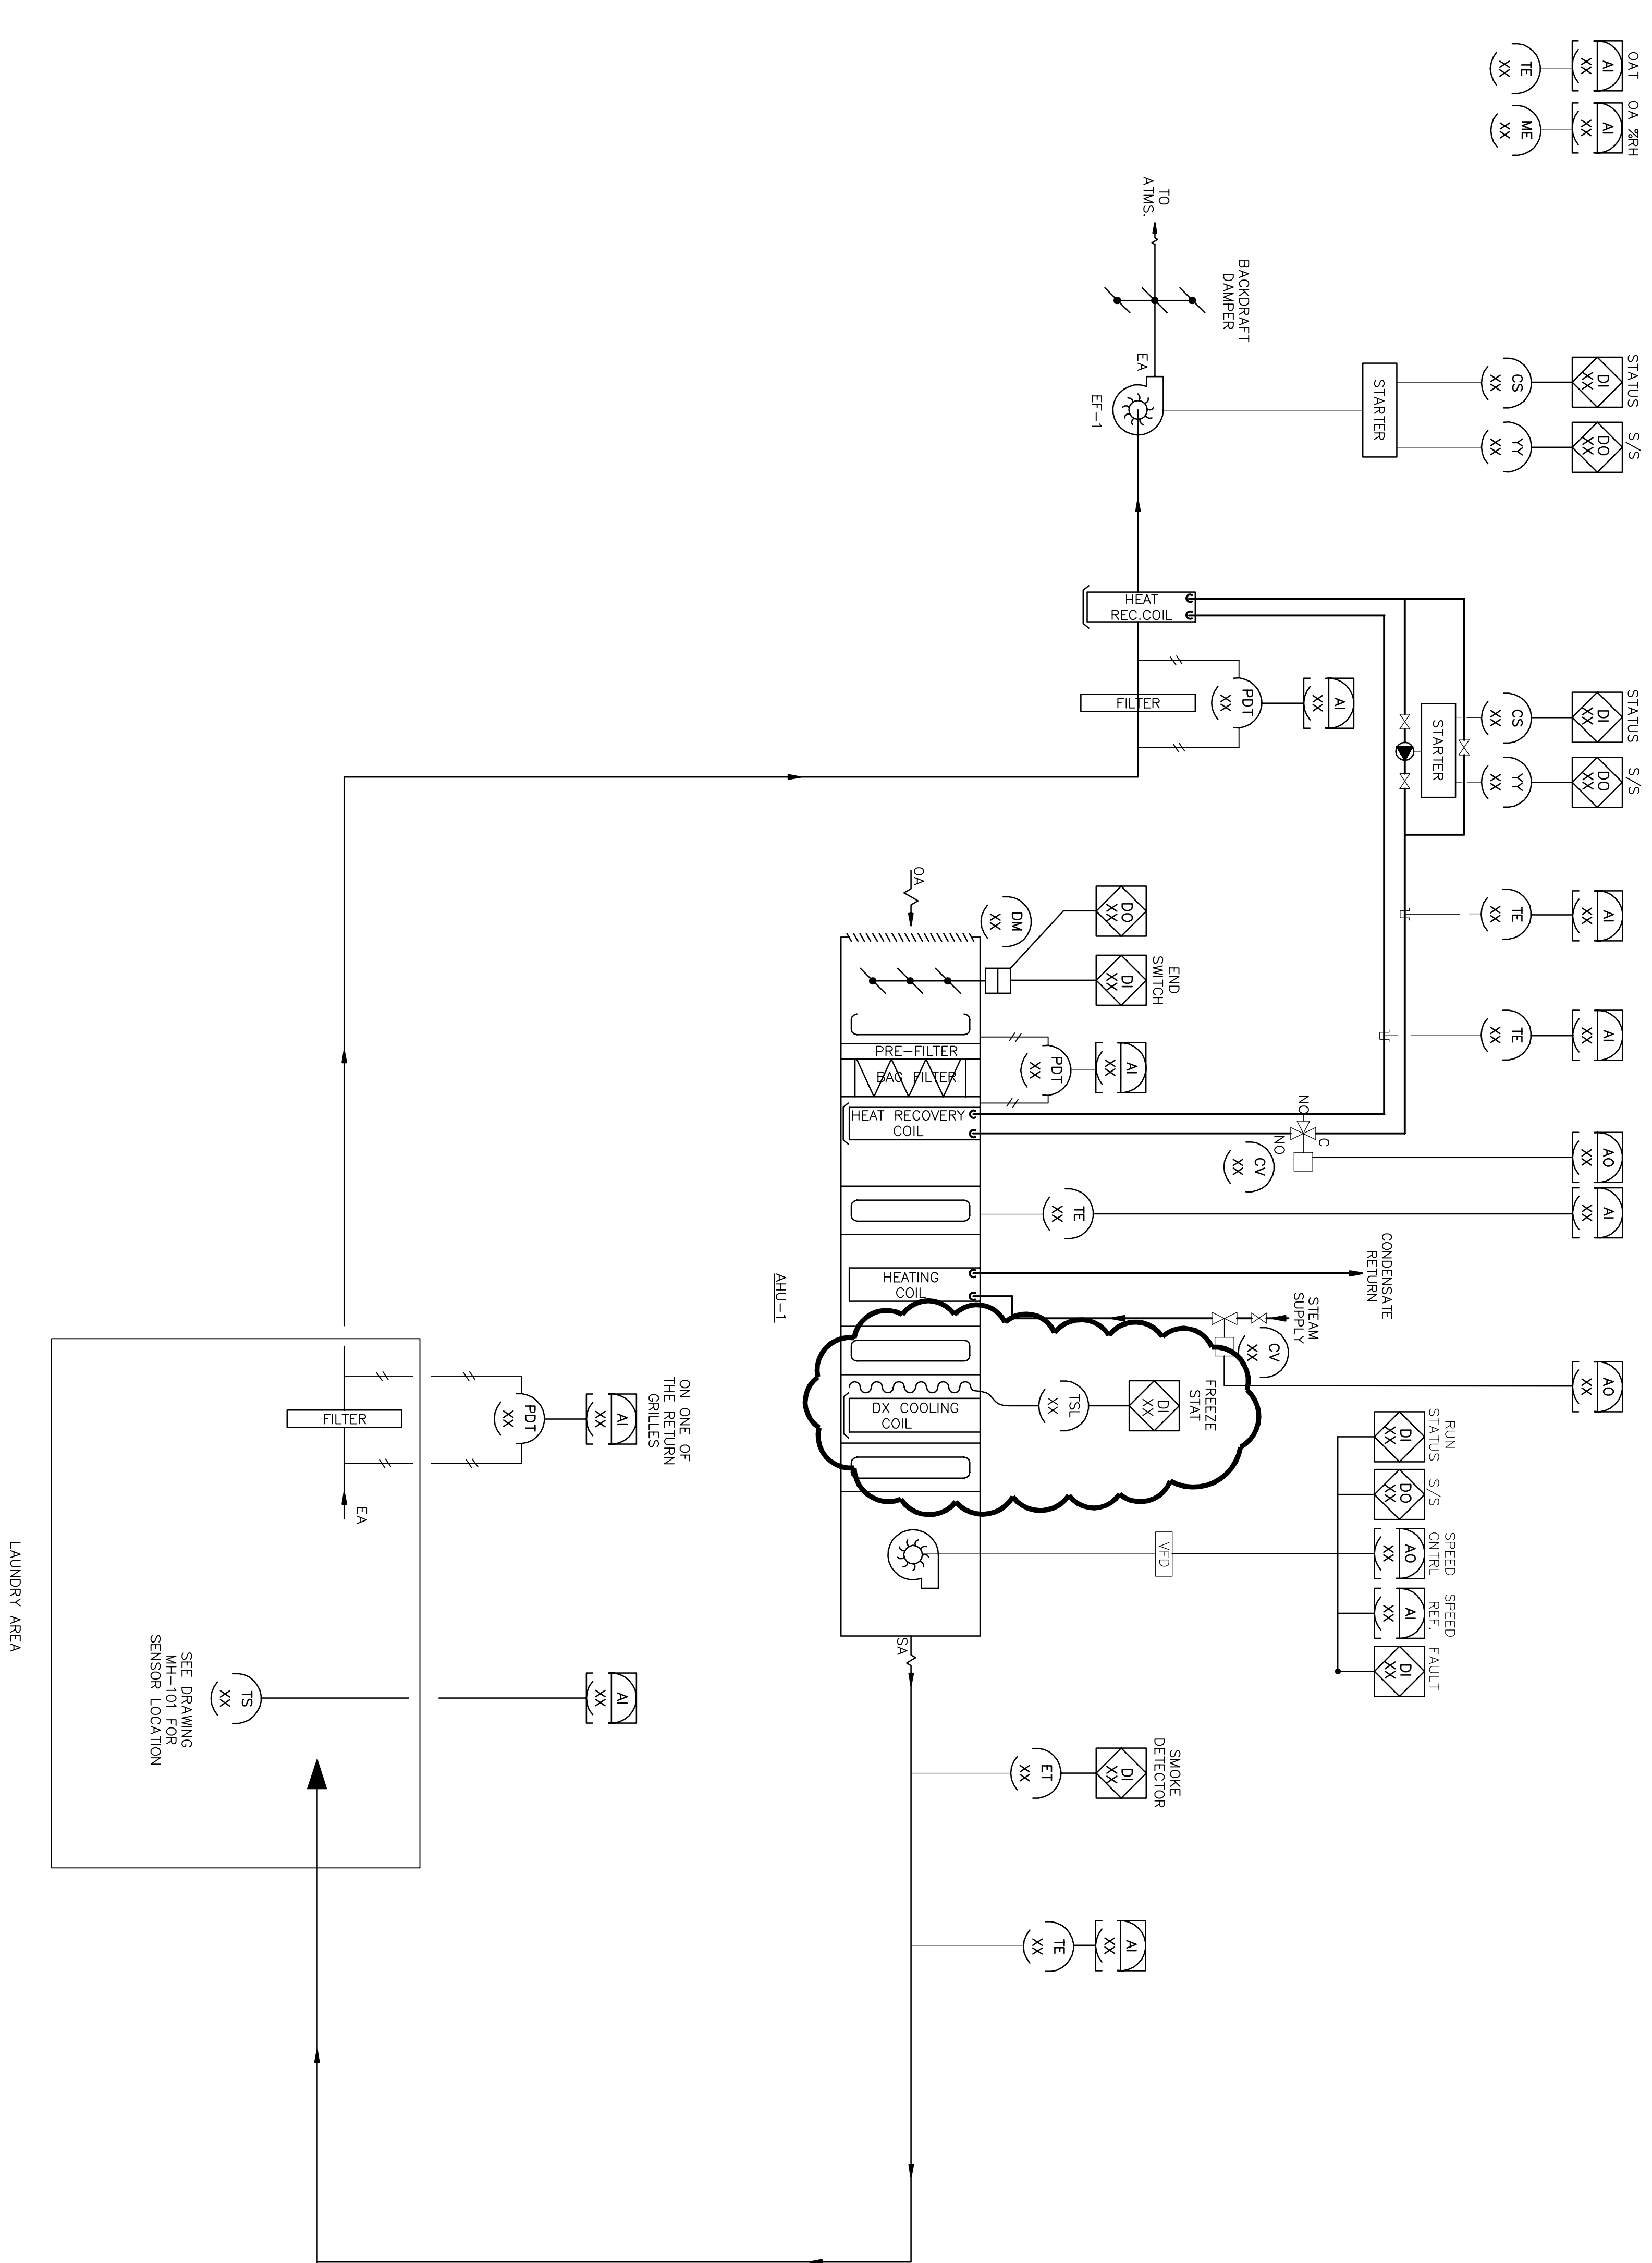 OAT
AI
XX
TE
XX
OA %RH
AI
XX
ME
XX
TO
ATMS.
BACKDRAFT
DAMPER
EA
EF-1
STATUS
DI
XX
CS
XX
S/S
DO
XX
YY
XX
STARTER
HEAT
REC.COIL
FILTER
PDT
XX
AI
XX
STATUS
DI
XX
CS
XX
S/S
DO
XX
YY
XX
STARTER
AI
XX
TE
XX
AI
XX
TE
XX
OA
DM
XX
DO
XX
END
SWITCH
DI
XX
PRE-FILTER
BAG FILTER
PDT
XX
AI
XX
HEAT RECOVERY
COIL
NC
C
NO
CV
XX
AO
XX
AI
XX
TE
XX
HEATING
COIL
CONDENSATE
RETURN
STEAM
SUPPLY
CV
XX
AO
XX
AHU-1
FREEZE
STAT
DI
XX
TSL
XX
DX COOLING
COIL
RUN
STATUS
DI
XX
S/S
DO
XX
SPEED
CNTRL
AO
XX
SPEED
REF.
AI
XX
FAULT
DI
XX
VFD
SA
SMOKE
DETECTOR
DI
XX
ET
XX
AI
XX
TE
XX
ON ONE OF
THE RETURN
GRILLES
AI
XX
PDT
XX
FILTER
EA
AI
XX
TS
XX
SEE DRAWING
MH-101 FOR
SENSOR LOCATION
LAUNDRY AREA